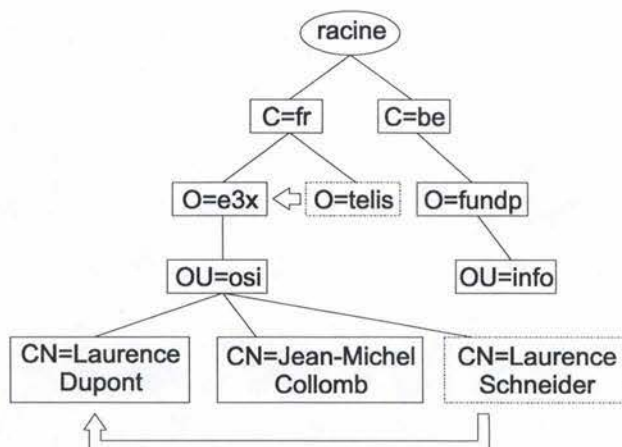 racine
C=fr
C=be
O=e3x
O=telis
O=fundp
OU=osi
OU=info
CN=Laurence
Dupont
CN=Jean-Michel
Collomb
CN=Laurence
Schneider